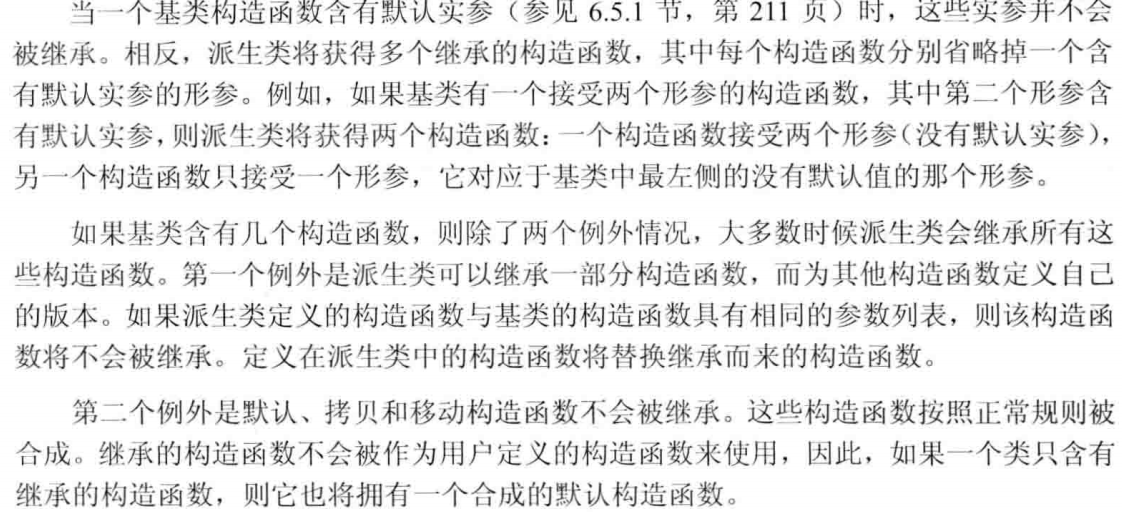 当一个基类构造函数含有默认实参（参见 6.5.1 节，第 211 页）时，这些实参并不会
被继承。相反，派生类将获得多个继承的构造函数，其中每个构造函数分别省略掉一个含
有默认实参的形参。例如，如果基类有一个接受两个形参的构造函数，其中第二个形参含
有默认实参，则派生类将获得两个构造函数：一个构造函数接受两个形参（没有默认实参），
另一个构造函数只接受一个形参，它对应于基类中最左侧的没有默认值的那个形参。
如果基类含有几个构造函数，则除了两个例外情况，大多数时候派生类会继承所有这
些构造函数。第一个例外是派生类可以继承一部分构造函数，而为其他构造函数定义自己
的版本。如果派生类定义的构造函数与基类的构造函数具有相同的参数列表，则该构造函
数将不会被继承。定义在派生类中的构造函数将替换继承而来的构造函数。
第二个例外是默认、拷贝和移动构造函数不会被继承。这些构造函数按照正常规则被
合成。继承的构造函数不会被作为用户定义的构造函数来使用，因此，如果一个类只含有
继承的构造函数，则它也将拥有一个合成的默认构造函数。